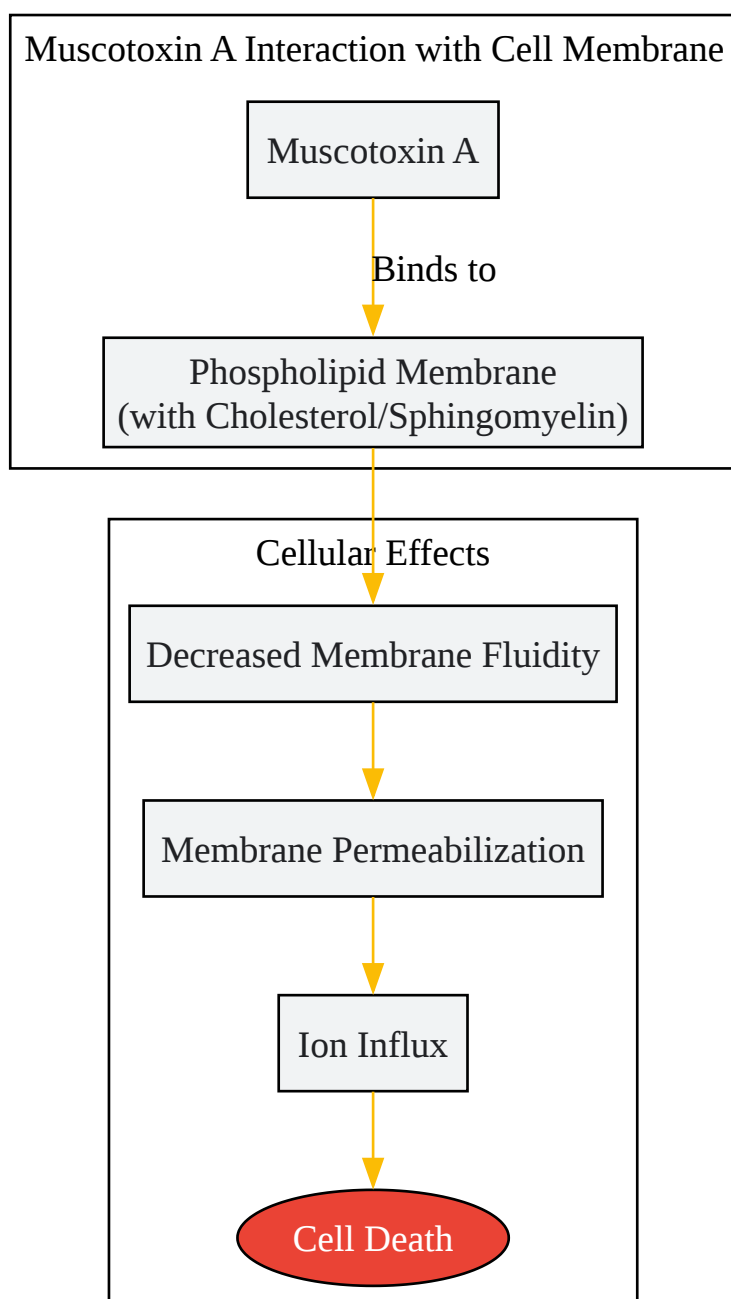 Muscotoxin A Interaction with Cell Membrane
Muscotoxin A
Binds to
Phospholipid Membrane
(with Cholesterol/Sphingomyelin)
Cellular Effects
Decreased Membrane Fluidity
Membrane Permeabilization
Ion Influx
Cell Death